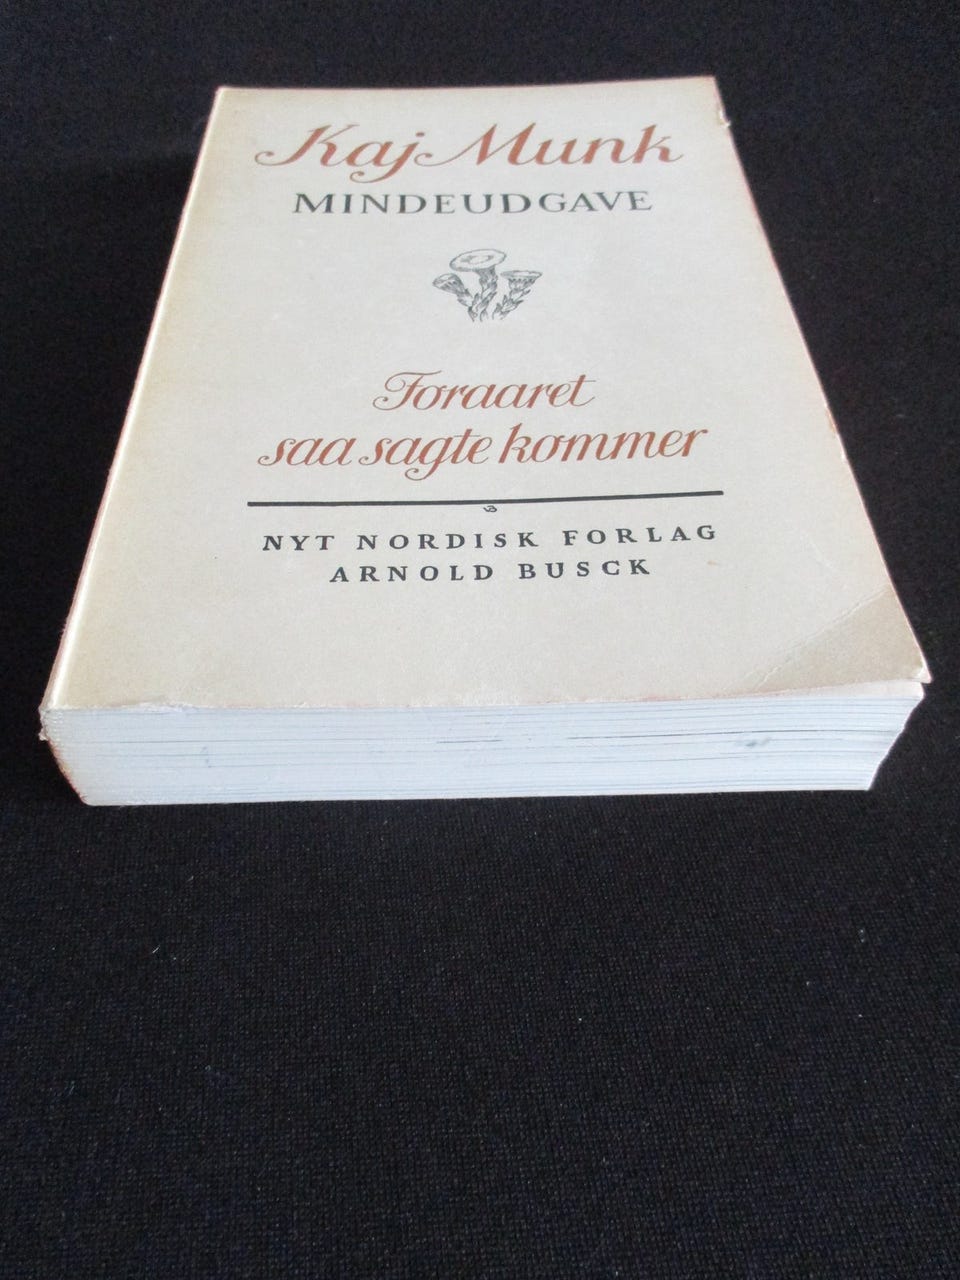 Kaj Munk
MINDEUDGAVE
Foraaret
saa sagte kommer
NYT NORDISK FORLAG
ARNOLD BUSCK